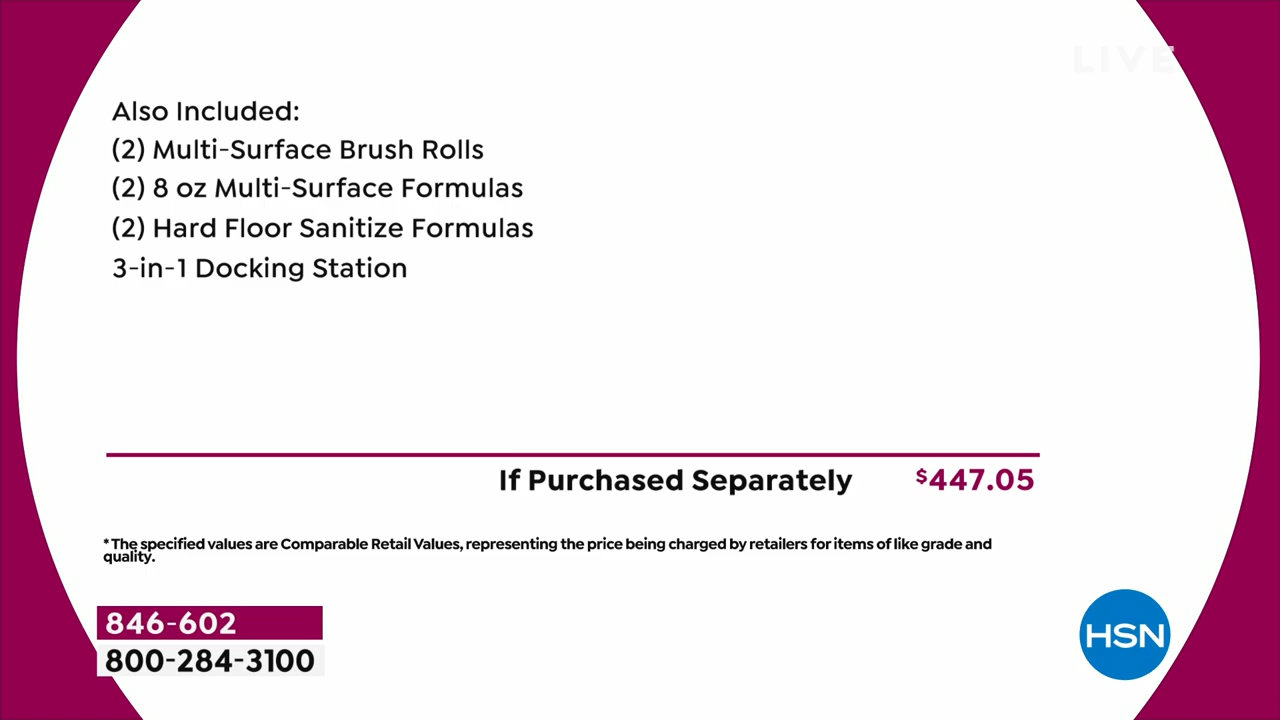 LIVE
Also Included:
(2) Multi-Surface Brush Rolls
(2) 8 oz Multi-Surface Formulas
(2) Hard Floor Sanitize Formulas
3-in-1 Docking Station
If Purchased Separately $447.05
*The specified values are Comparable Retail Values, representing the price being charged by retailers for items of like grade and
quality.
846-602
800-284-3100
HSN